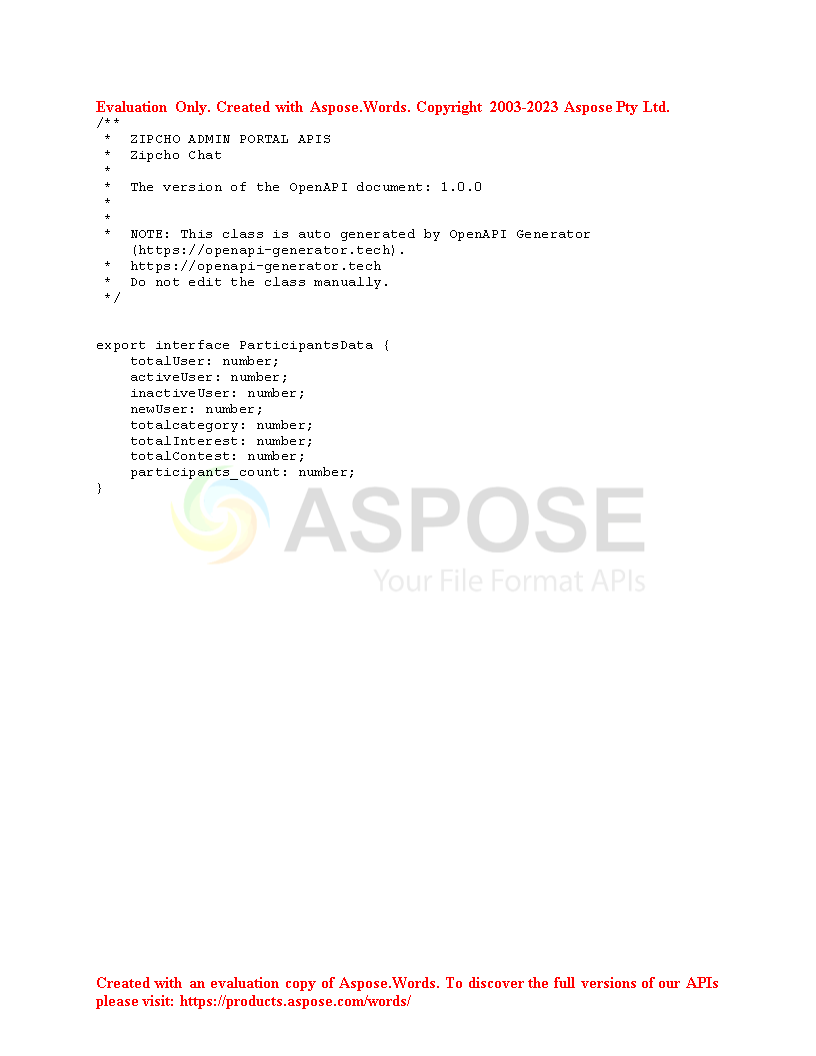 Evaluation Only. Created with Aspose.Words. Copyright 2003-2023 Aspose Pty Ltd.
/**
 *  ZIPCHO ADMIN PORTAL APIS
 *  Zipcho Chat
 *
 *  The version of the OpenAPI document: 1.0.0
 *
 *
 *  NOTE: This class is auto generated by OpenAPI Generator
    (https://openapi-generator.tech).
 *  https://openapi-generator.tech
 *  Do not edit the class manually.
 */
export interface ParticipantsData {
    totalUser: number;
    activeUser: number;
    inactiveUser: number;
    newUser: number;
    totalcategory: number;
    totalInterest: number;
    totalContest: number;
    participants_count: number;
}
ASPOSE
Your File Format APIs
Created with an evaluation copy of Aspose.Words. To discover the full versions of our APIs
please visit: https://products.aspose.com/words/